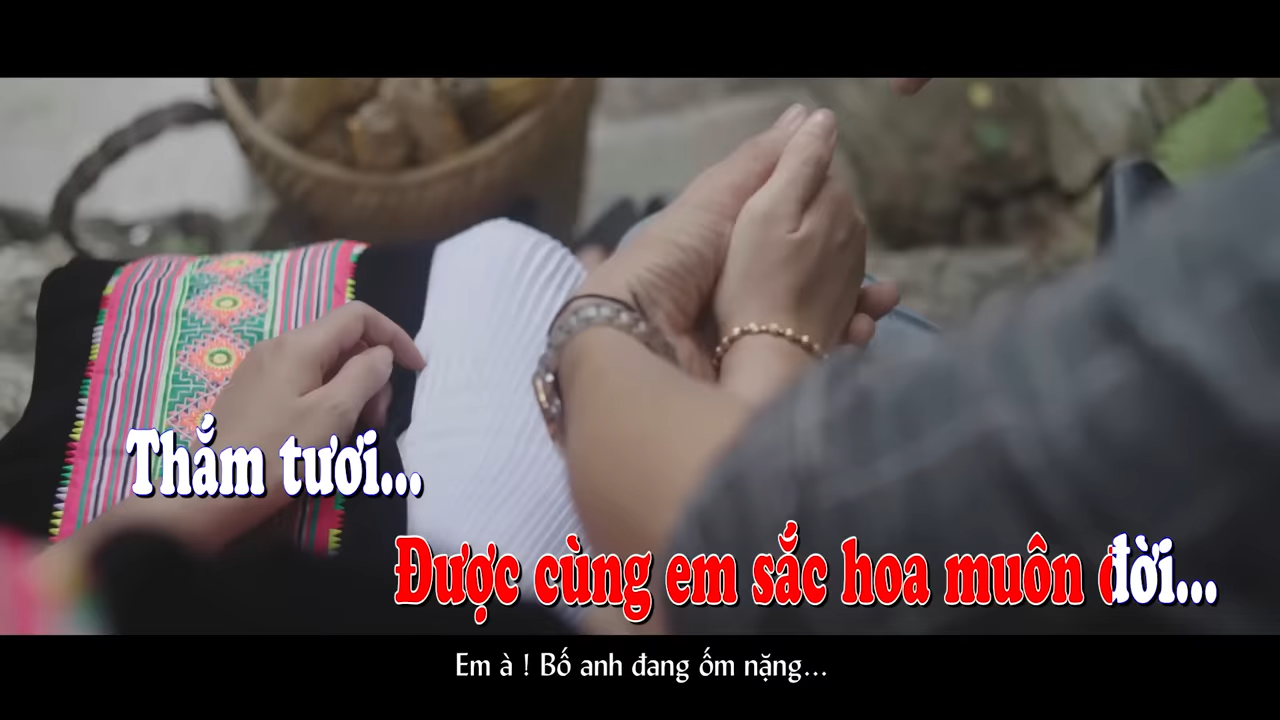 Thắm tươi...
Được cùng em sắc hoa muôn đời...
Em à ! Bố anh đang ốm nặng...